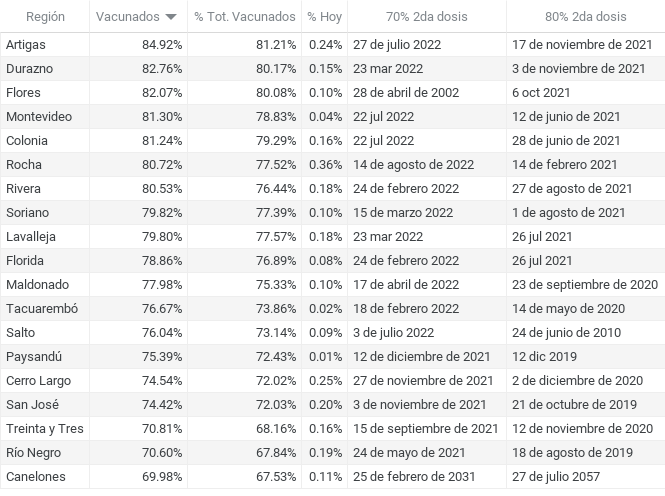 Región Vacunados % Tot. Vacunados % Hoy 70% 2da dosis 80% 2da dosis
Artigas 84.92% 81.21% 0.24% 27 de julio 2022 17 de noviembre de 2021
Durazno 82.76% 80.17% 0.15% 23 mar 2022 3 de noviembre de 2021
Flores 82.07% 80.08% 0.10% 28 de abril de 2002 6 oct 2021
Montevideo 81.30% 78.83% 0.04% 22 jul 2022 12 de junio de 2021
Colonia 81.24% 79.29% 0.16% 22 jul 2022 28 de junio de 2021
Rocha 80.72% 77.52% 0.36% 14 de agosto de 2022 14 de febrero 2021
Rivera 80.53% 76.44% 0.18% 24 de febrero 2022 27 de agosto de 2021
Soriano 79.82% 77.39% 0.10% 15 de marzo 2022 1 de agosto de 2021
Lavalleja 79.80% 77.57% 0.18% 23 mar 2022 26 jul 2021
Florida 78.86% 76.89% 0.08% 24 de febrero 2022 26 jul 2021
Maldonado 77.98% 75.33% 0.10% 17 de abril de 2022 23 de septiembre de 2020
Tacuarembó 76.67% 73.86% 0.02% 18 de febrero 2022 14 de mayo de 2020
Salto 76.04% 73.14% 0.09% 3 de julio 2022 24 de junio de 2010
Paysandú 75.39% 72.43% 0.01% 12 de diciembre de 2021 12 dic 2019
Cerro Largo 74.54% 72.02% 0.25% 27 de noviembre de 2021 2 de diciembre de 2020
San José 74.42% 72.03% 0.20% 3 de noviembre de 2021 21 de octubre de 2019
Treinta y Tres 70.81% 68.16% 0.16% 15 de septiembre de 2021 12 de noviembre de 2020
Río Negro 70.60% 67.84% 0.19% 24 de mayo de 2021 18 de agosto de 2019
Canelones 69.98% 67.53% 0.11% 25 de febrero de 2031 27 de julio 2057